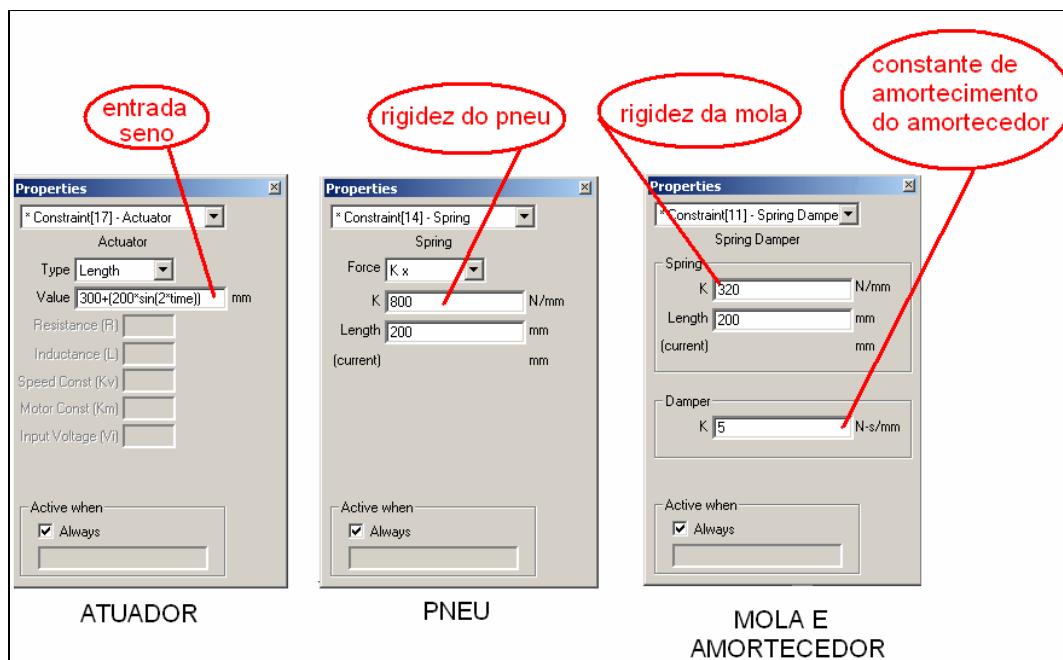 entrada
seno
rigidez do pneu
rigidez da mola
constante de
amortecimento
do amortecedor
Properties
* Constraint[17] - Actuator
Actuator
Type Length
Value 300+(200*sin(2*time)) mm
Resistance (R)
Inductance (L)
Speed Const (Kv)
Motor Const (Km)
Input Voltage (Vi)
Active when
Always
ATUADOR
Properties
* Constraint[14] - Spring
Spring
Force K x
K 800 N/mm
Length 200 mm
(current) mm
Active when
Always
PNEU
Properties
* Constraint[11] - Spring Dampe
Spring Damper
Spring
K 320 N/mm
Length 200 mm
(current) mm
Damper
K 5 N-s/mm
Active when
Always
MOLA E
AMORTECEDOR